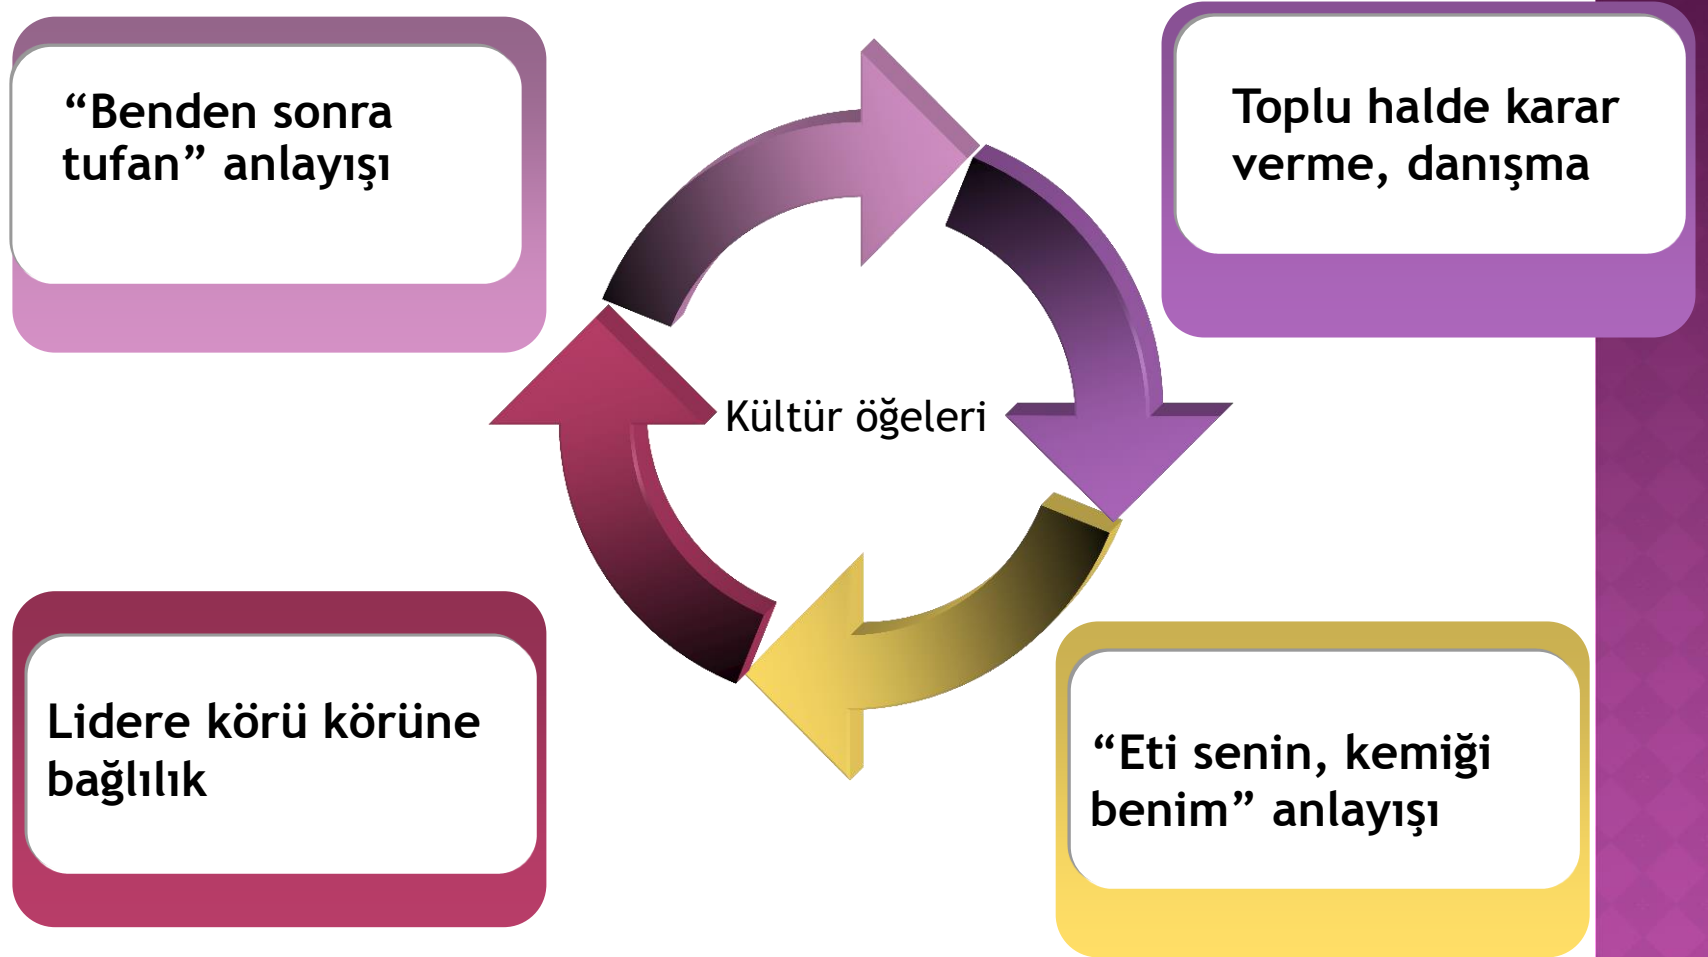 “Benden sonra
tufan” anlayışı
Toplu halde karar
verme, danışma
Kültür öğeleri
Lidere körü körüne
bağlılık
“Eti senin, kemiği
benim” anlayışı